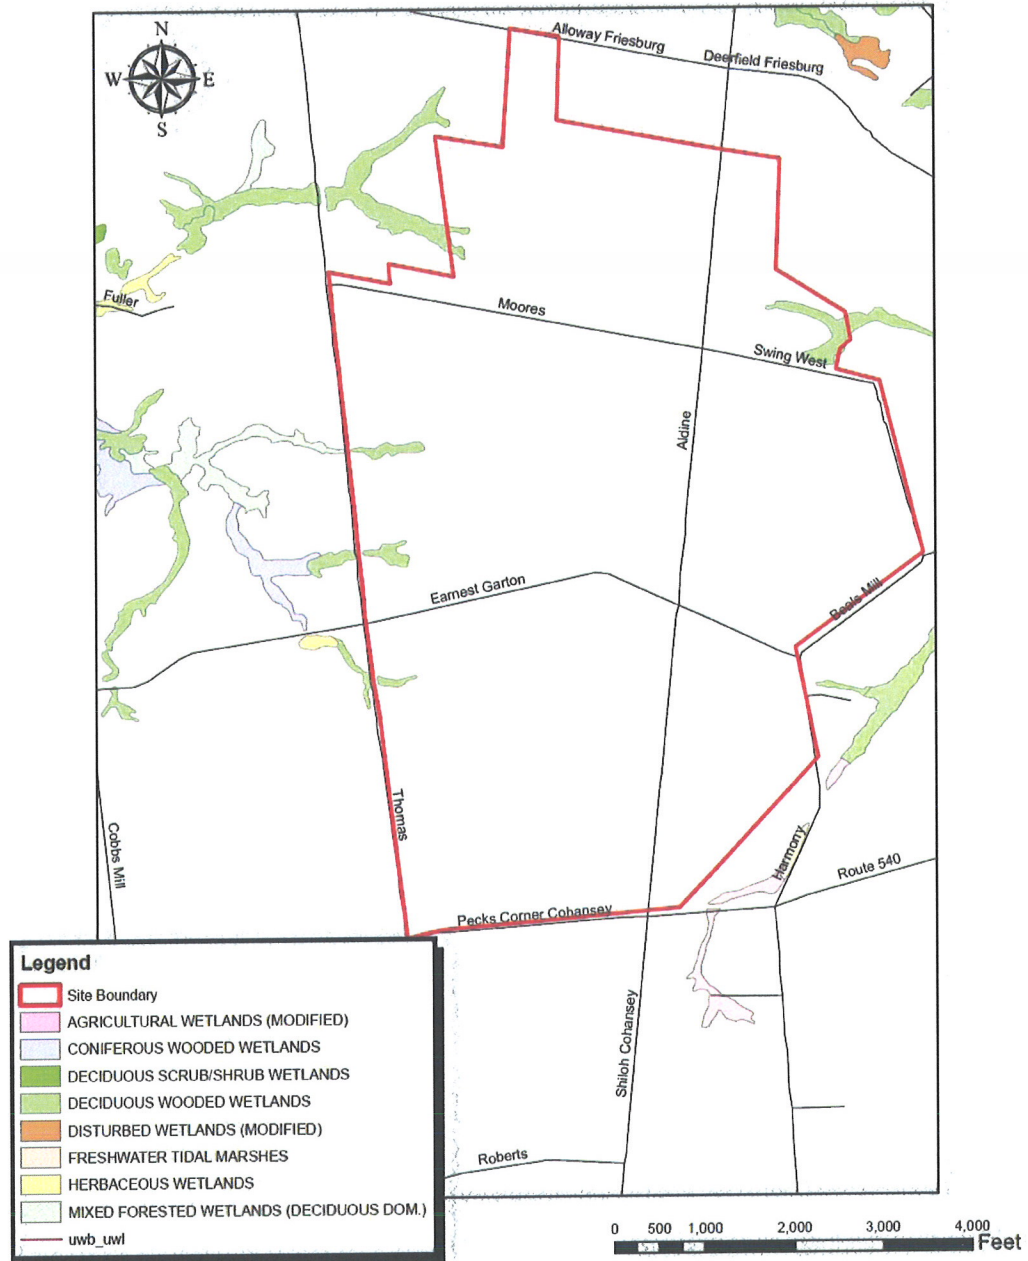 N
W E
S
Alloway Friesburg
Deerfield Friesburg
Fuller
Moores
Swing West
Aldine
Earnest Garton
Beals Mill
Thomas
Cobbs Mill
Harmony
Route 540
Pecks Corner Cohansey
Shiloh Cohansey
Roberts
Legend
Site Boundary
AGRICULTURAL WETLANDS (MODIFIED)
CONIFEROUS WOODED WETLANDS
DECIDUOUS SCRUB/SHRUB WETLANDS
DECIDUOUS WOODED WETLANDS
DISTURBED WETLANDS (MODIFIED)
FRESHWATER TIDAL MARSHES
HERBACEOUS WETLANDS
MIXED FORESTED WETLANDS (DECIDUOUS DOM.)
uwb_uwl
0 500 1,000 2,000 3,000 4,000
Feet